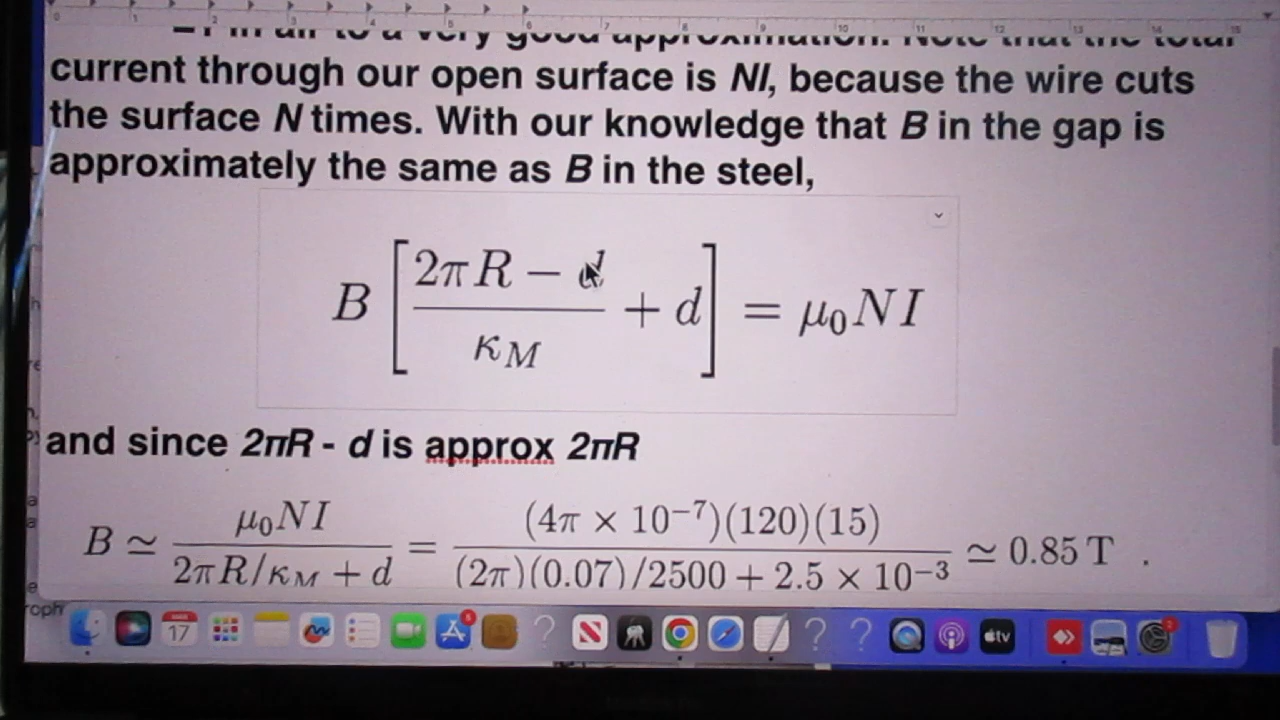 current through our open surface is NI, because the wire cuts
the surface N times. With our knowledge that B in the gap is
approximately the same as B in the steel,
B [ (2πR − d) / κ_M + d ] = μ₀NI
and since 2πR - d is approx 2πR
B ≃ μ₀NI / (2πR/κ_M + d) = (4π × 10⁻⁷)(120)(15) / ((2π)(0.07)/2500 + 2.5 × 10⁻³) ≃ 0.85 T .
17
tv